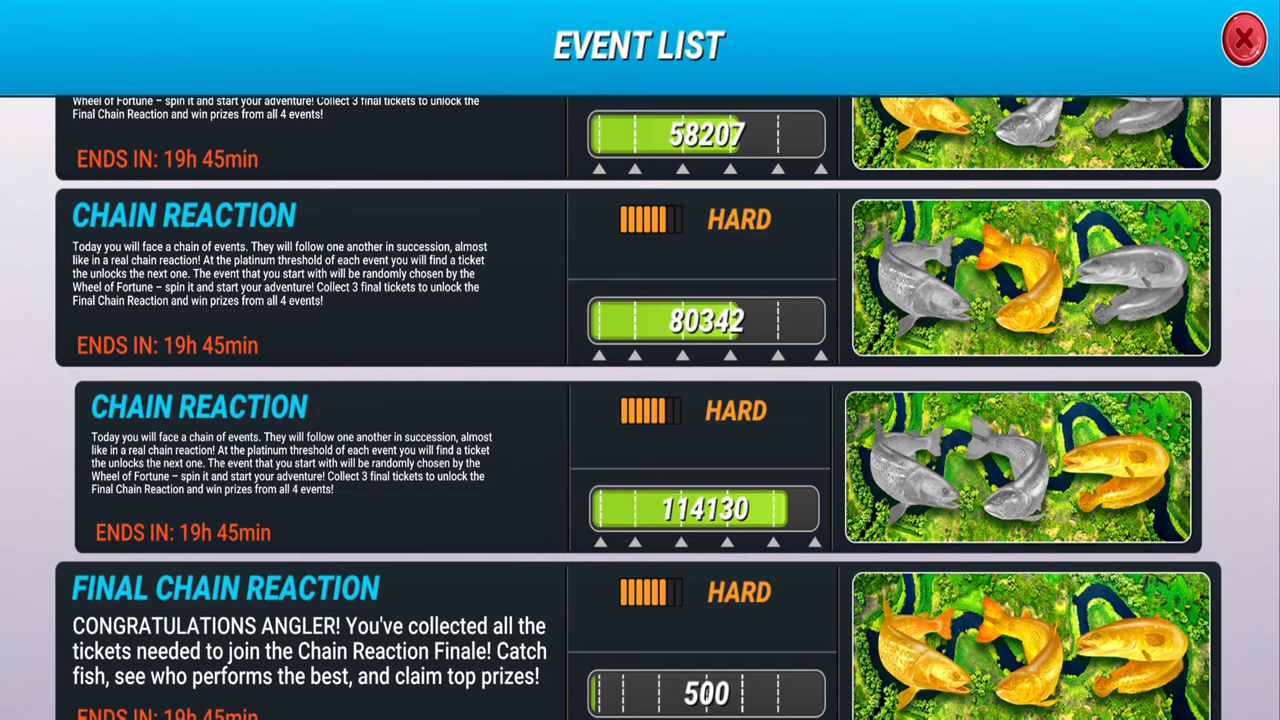 EVENT LIST
Wheel of Fortune – spin it and start your adventure! Collect 3 final tickets to unlock the
Final Chain Reaction and win prizes from all 4 events!
58207
ENDS IN: 19h 45min
CHAIN REACTION
HARD
Today you will face a chain of events. They will follow one another in succession, almost
like in a real chain reaction! At the platinum threshold of each event you will find a ticket
the unlocks the next one. The event that you start with will be randomly chosen by the
Wheel of Fortune – spin it and start your adventure! Collect 3 final tickets to unlock the
Final Chain Reaction and win prizes from all 4 events!
80342
ENDS IN: 19h 45min
CHAIN REACTION
HARD
Today you will face a chain of events. They will follow one another in succession, almost
like in a real chain reaction! At the platinum threshold of each event you will find a ticket
the unlocks the next one. The event that you start with will be randomly chosen by the
Wheel of Fortune – spin it and start your adventure! Collect 3 final tickets to unlock the
Final Chain Reaction and win prizes from all 4 events!
114130
ENDS IN: 19h 45min
FINAL CHAIN REACTION
HARD
CONGRATULATIONS ANGLER! You've collected all the
tickets needed to join the Chain Reaction Finale! Catch
fish, see who performs the best, and claim top prizes!
500
ENDS IN: 19h 45min